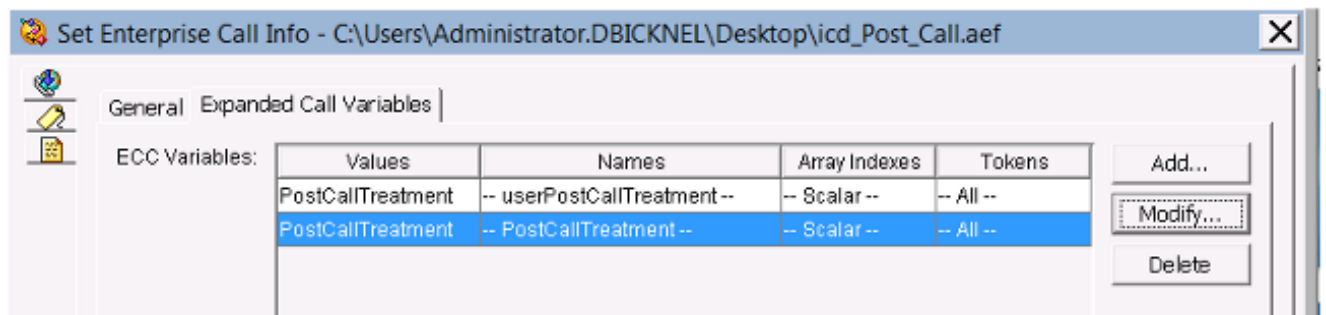 Set Enterprise Call Info - C:\Users\Administrator.DBICKNEL\Desktop\icd_Post_Call.aef
General Expanded Call Variables
ECC Variables: Values Names Array Indexes Tokens Add...
PostCallTreatment -- userPostCallTreatment -- -- Scalar -- -- All --
Modify...
PostCallTreatment -- PostCallTreatment -- -- Scalar -- -- All --
Delete